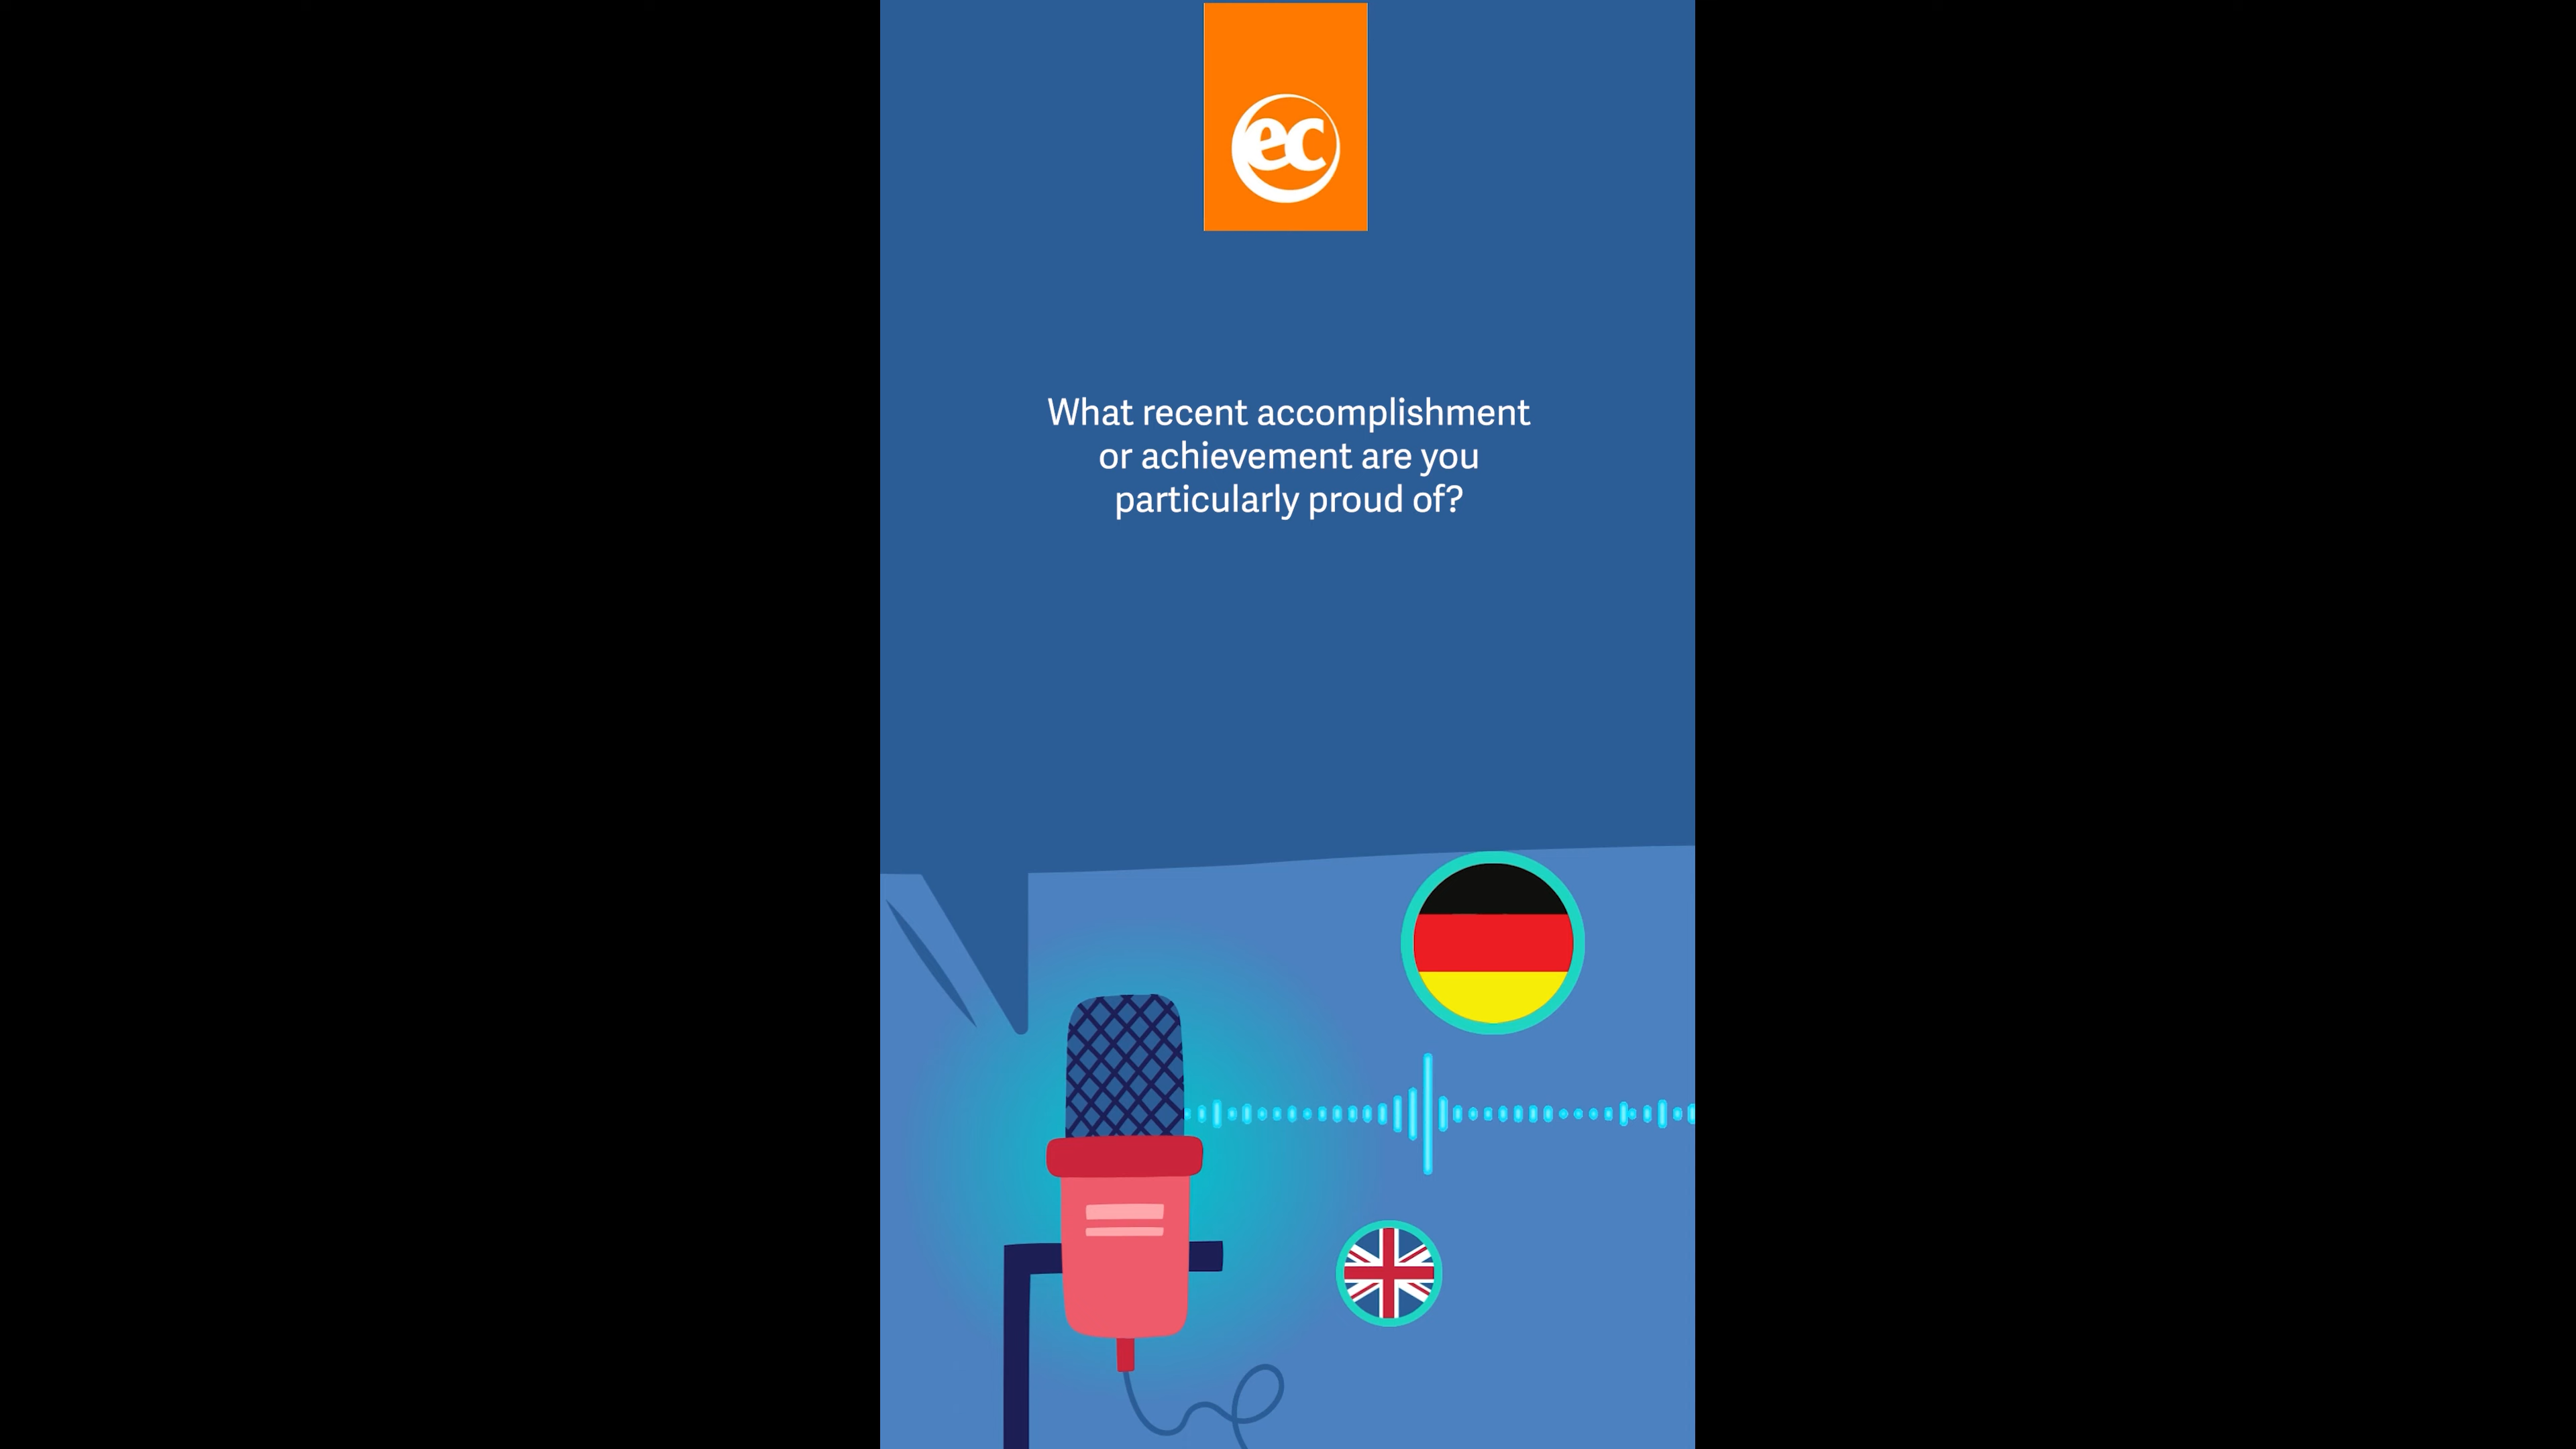 ec
What recent accomplishment
or achievement are you
particularly proud of?